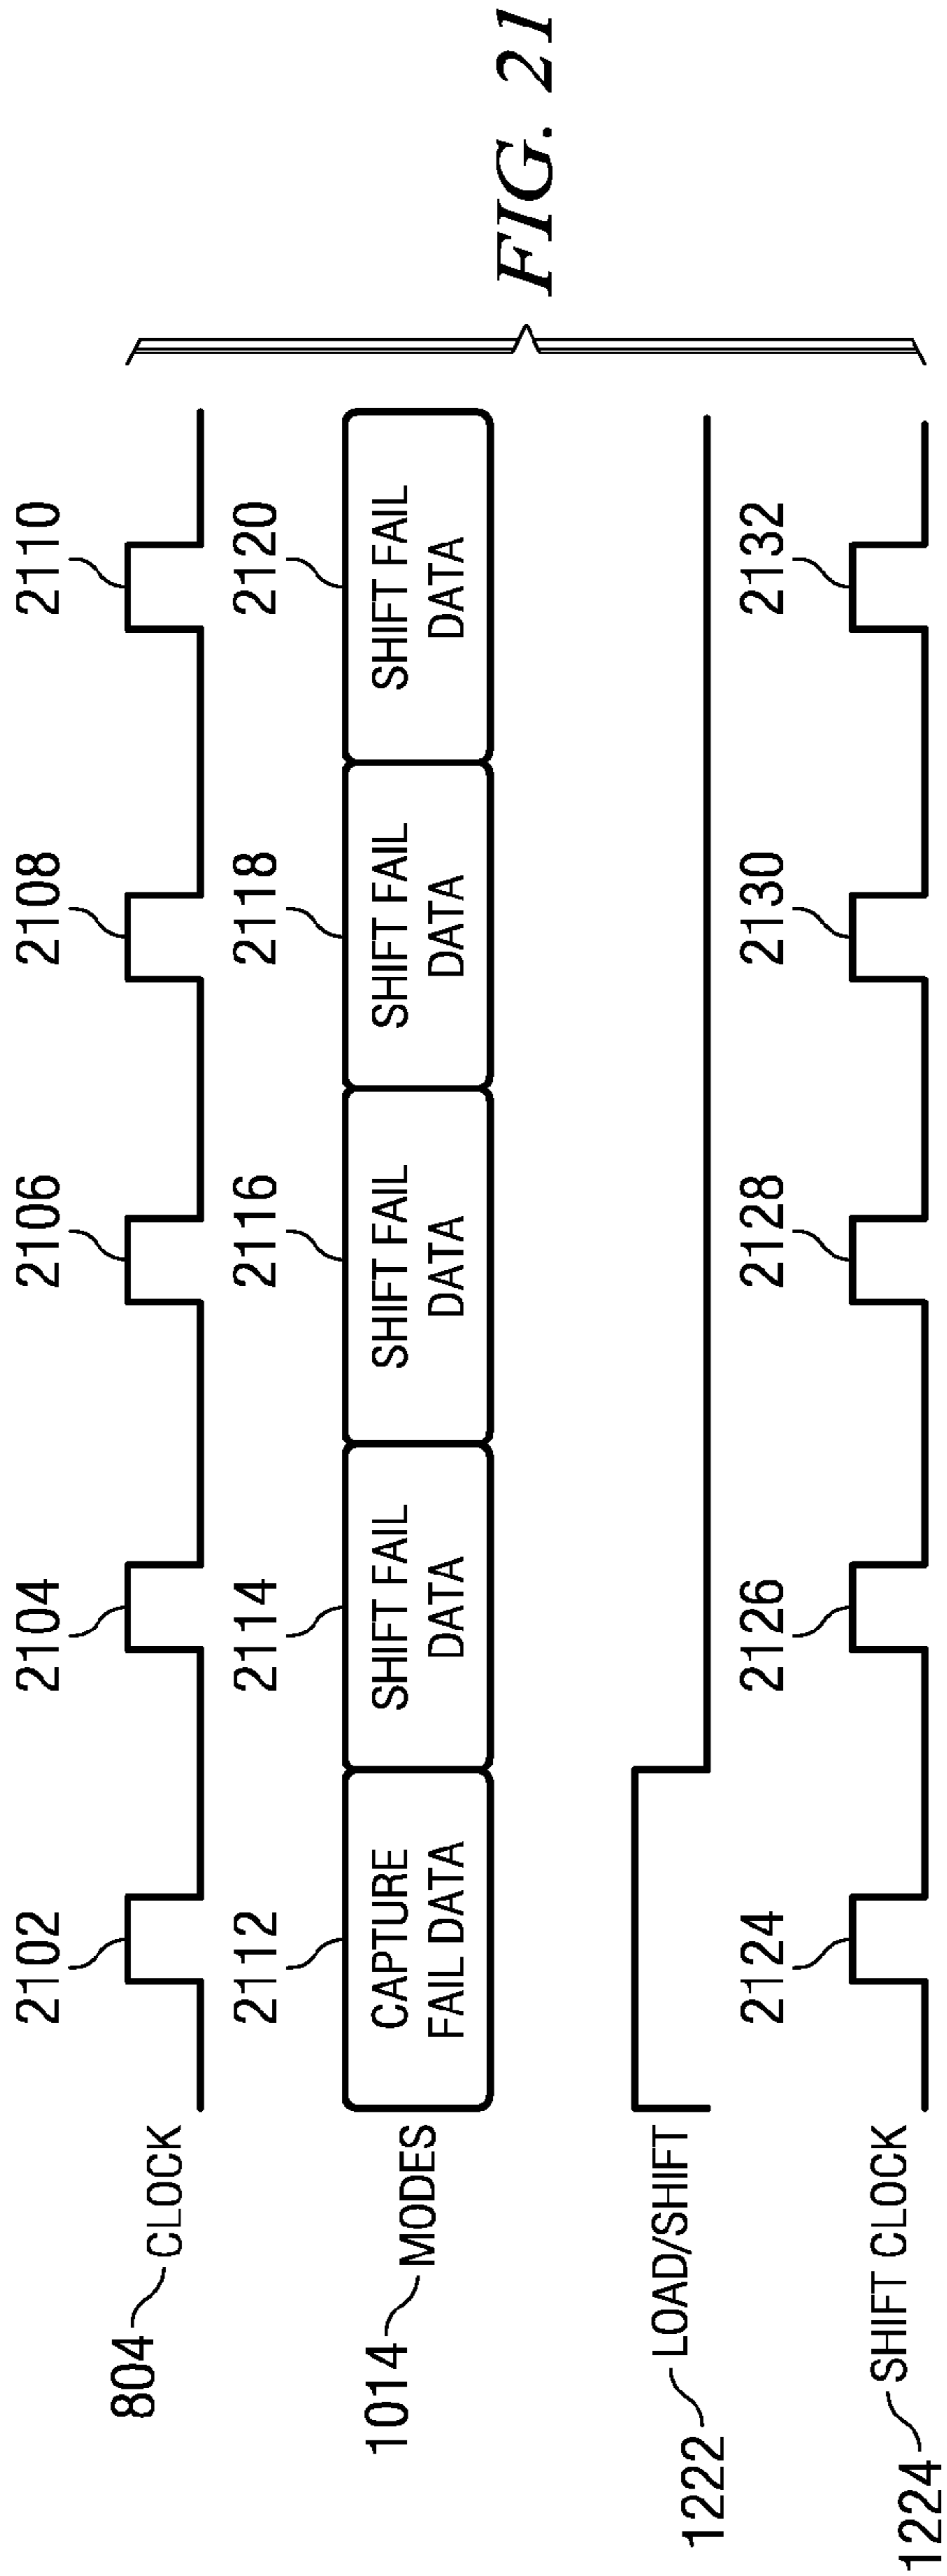 2102 2104 2106 2108 2110
804 CLOCK
2112 2114 2116 2118 2120
1014 MODES
CAPTURE
FAIL DATA
SHIFT FAIL
DATA
SHIFT FAIL
DATA
SHIFT FAIL
DATA
SHIFT FAIL
DATA
1222 LOAD/SHIFT
2124 2126 2128 2130 2132
1224 SHIFT CLOCK
FIG. 21